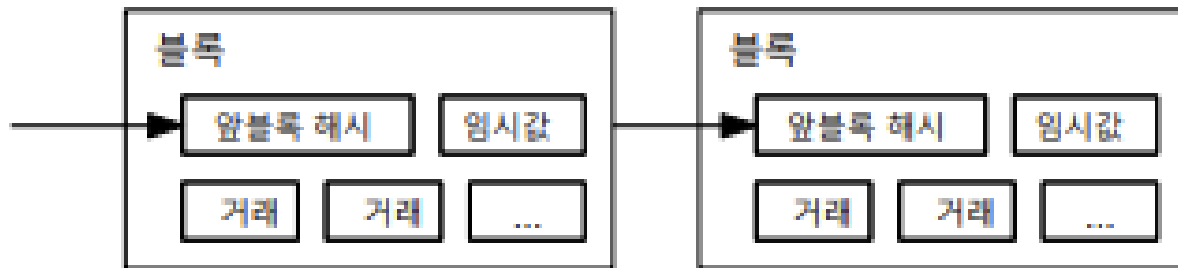 블록
앞블록 해시 임시값
거래 거래 ...
블록
앞블록 해시 임시값
거래 거래 ...